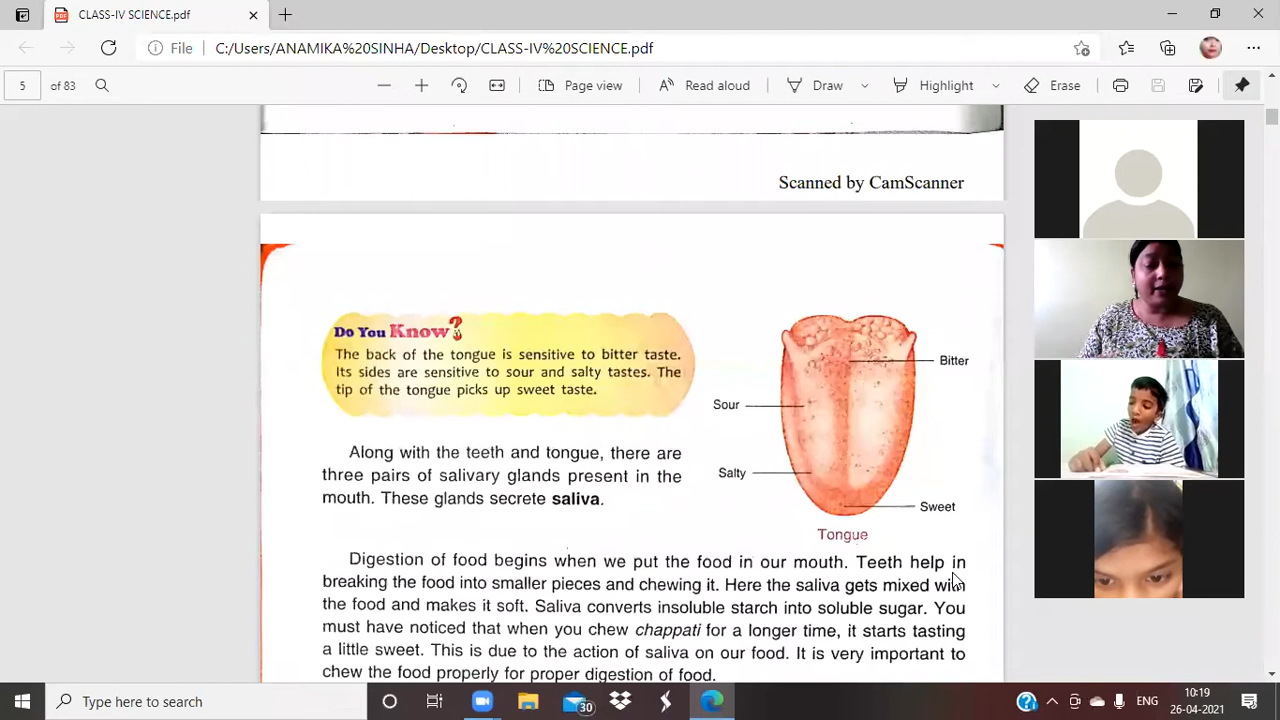 CLASS-IV SCIENCE.pdf
File C:/Users/ANAMIKA%20SINHA/Desktop/CLASS-IV%20SCIENCE.pdf
5 of 83 Page view Read aloud Draw Highlight Erase
Scanned by CamScanner
Do You Know?
The back of the tongue is sensitive to bitter taste.
Its sides are sensitive to sour and salty tastes. The
tip of the tongue picks up sweet taste.
Bitter
Sour
Salty
Sweet
Tongue
Along with the teeth and tongue, there are
three pairs of salivary glands present in the
mouth. These glands secrete saliva.
Digestion of food begins when we put the food in our mouth. Teeth help in
breaking the food into smaller pieces and chewing it. Here the saliva gets mixed with
the food and makes it soft. Saliva converts insoluble starch into soluble sugar. You
must have noticed that when you chew chappati for a longer time, it starts tasting
a little sweet. This is due to the action of saliva on our food. It is very important to
chew the food properly for proper digestion of food.
Type here to search
30
ENG
10:19
26-04-2021